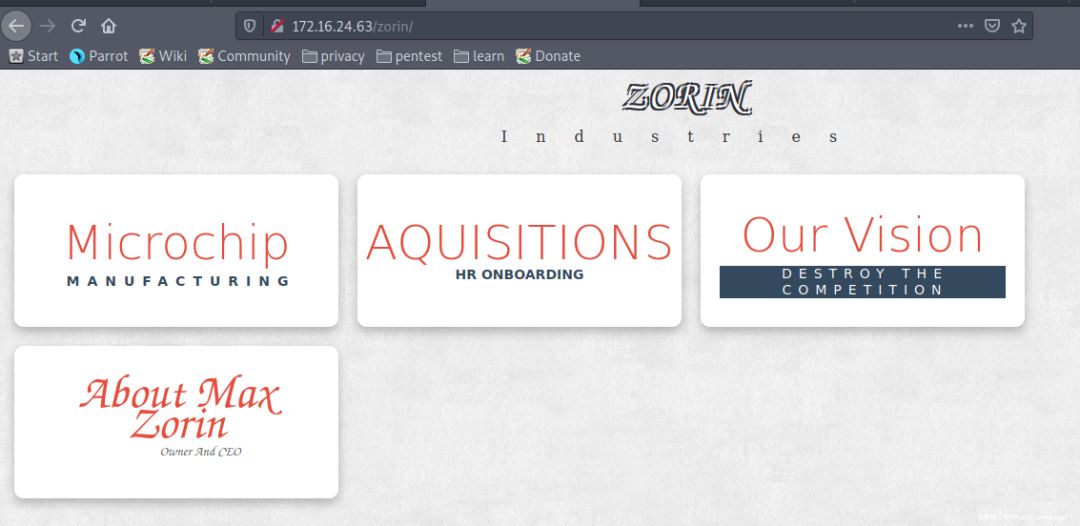 172.16.24.63/zorin/
Start Parrot Wiki Community privacy pentest learn Donate
ZORIN
Industries
Microchip
MANUFACTURING
AQUISITIONS
HR ONBOARDING
Our Vision
DESTROY THE
COMPETITION
About Max
Zorin
Owner And CEO